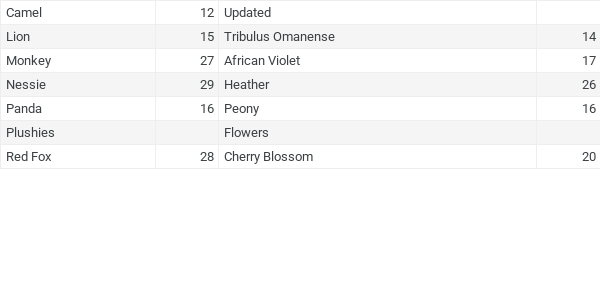 Camel 12 Updated
Lion 15 Tribulus Omanense 14
Monkey 27 African Violet 17
Nessie 29 Heather 26
Panda 16 Peony 16
Plushies Flowers
Red Fox 28 Cherry Blossom 20